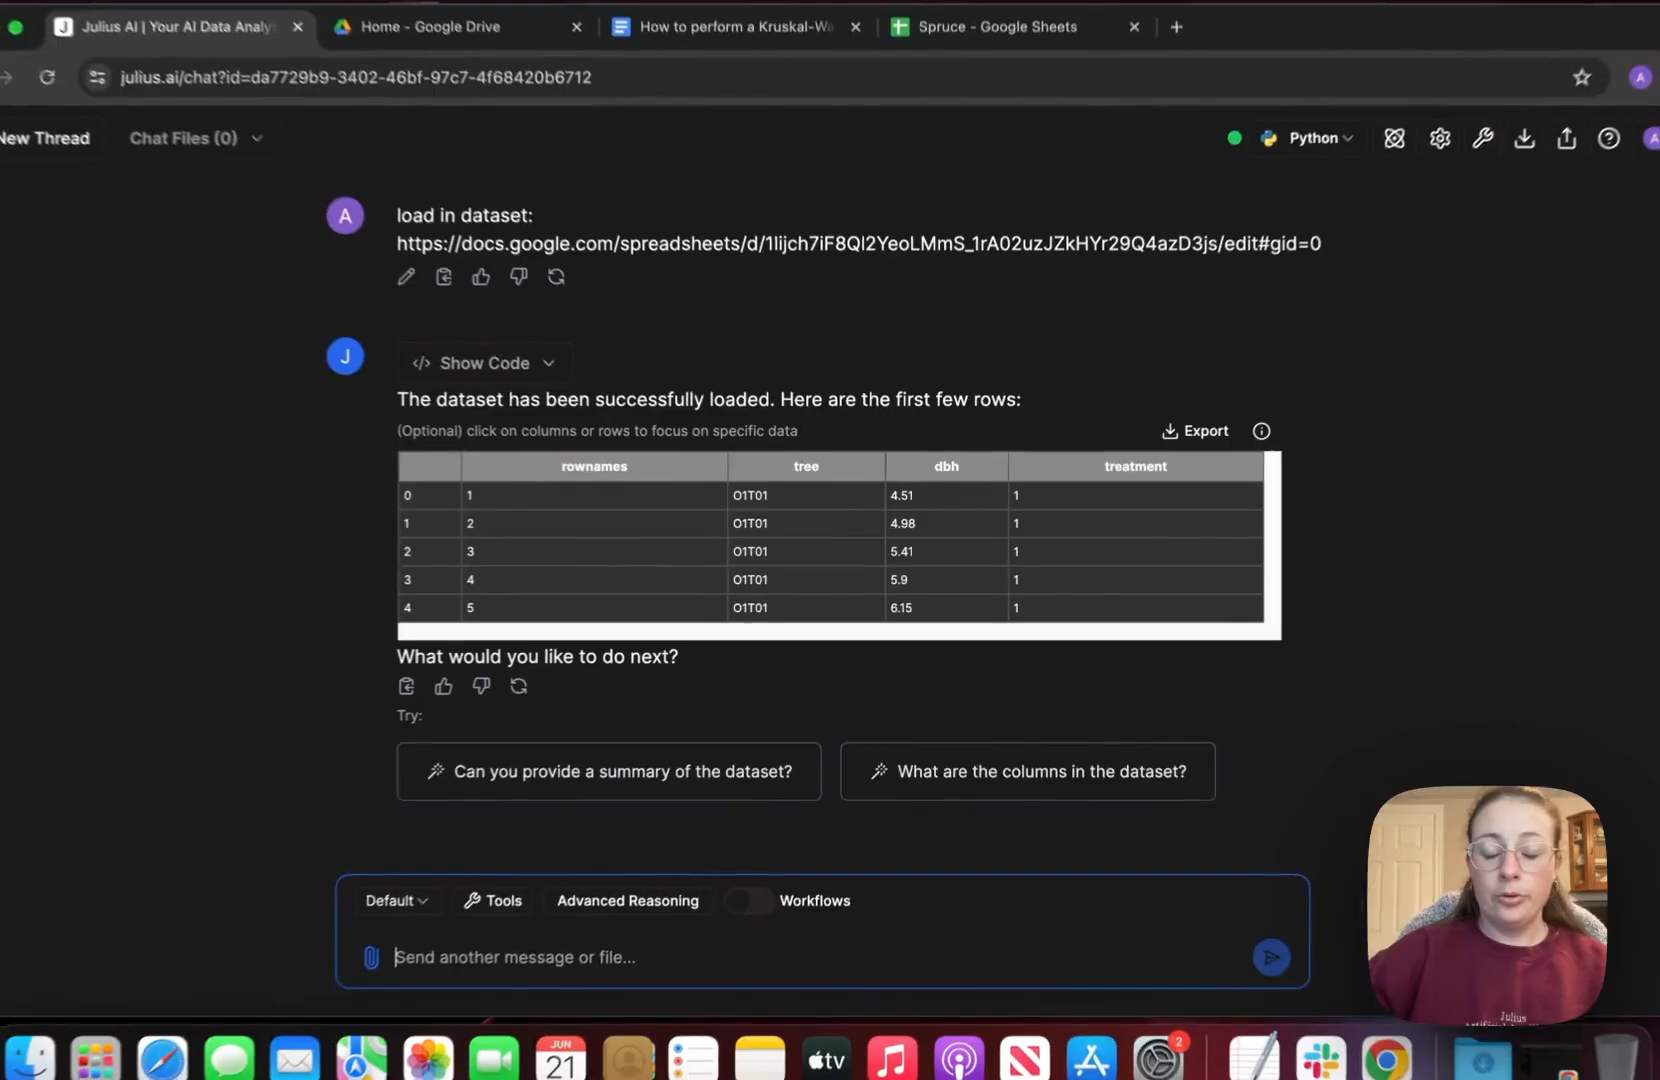 Julius AI | Your AI Data Analy
Home - Google Drive
How to perform a Kruskal-Wa
Spruce - Google Sheets
julius.ai/chat?id=da7729b9-3402-46bf-97c7-4f68420b6712
A
New Thread
Chat Files (0)
Python
A
A
load in dataset:
https://docs.google.com/spreadsheets/d/1Iijch7iF8Ql2YeoLMmS_1rA02uzJZkHYr29Q4azD3js/edit#gid=0
J
</> Show Code
The dataset has been successfully loaded. Here are the first few rows:
(Optional) click on columns or rows to focus on specific data
Export
rownames tree dbh treatment
0 1 O1T01 4.51 1
1 2 O1T01 4.98 1
2 3 O1T01 5.41 1
3 4 O1T01 5.9 1
4 5 O1T01 6.15 1
What would you like to do next?
Try:
Can you provide a summary of the dataset?
What are the columns in the dataset?
Default
Tools
Advanced Reasoning
Workflows
Send another message or file...
Julius
JUN
21
tv
2